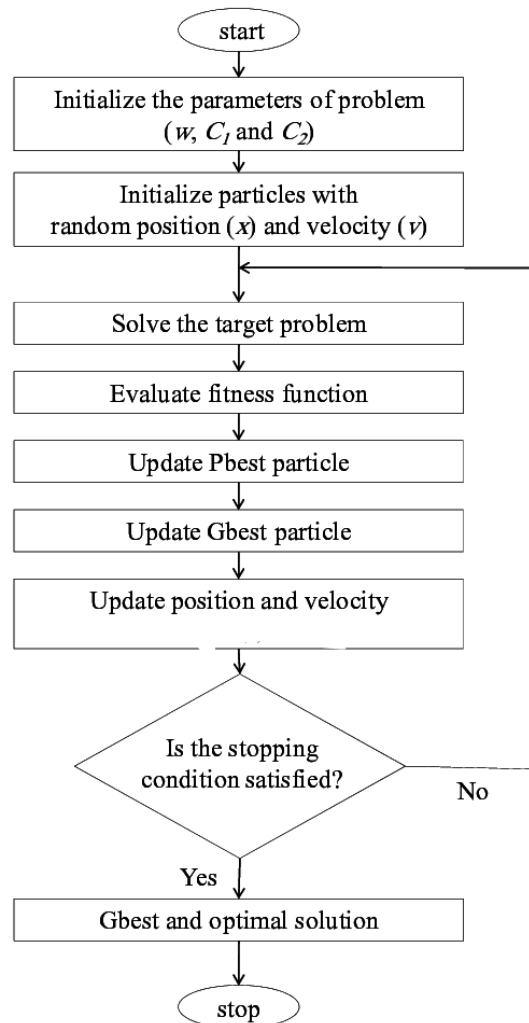 start
Initialize the parameters of problem
(w, C₁ and C₂)
Initialize particles with
random position (x) and velocity (v)
Solve the target problem
Evaluate fitness function
Update Pbest particle
Update Gbest particle
Update position and velocity
Is the stopping
condition satisfied?
No
Yes
Gbest and optimal solution
stop